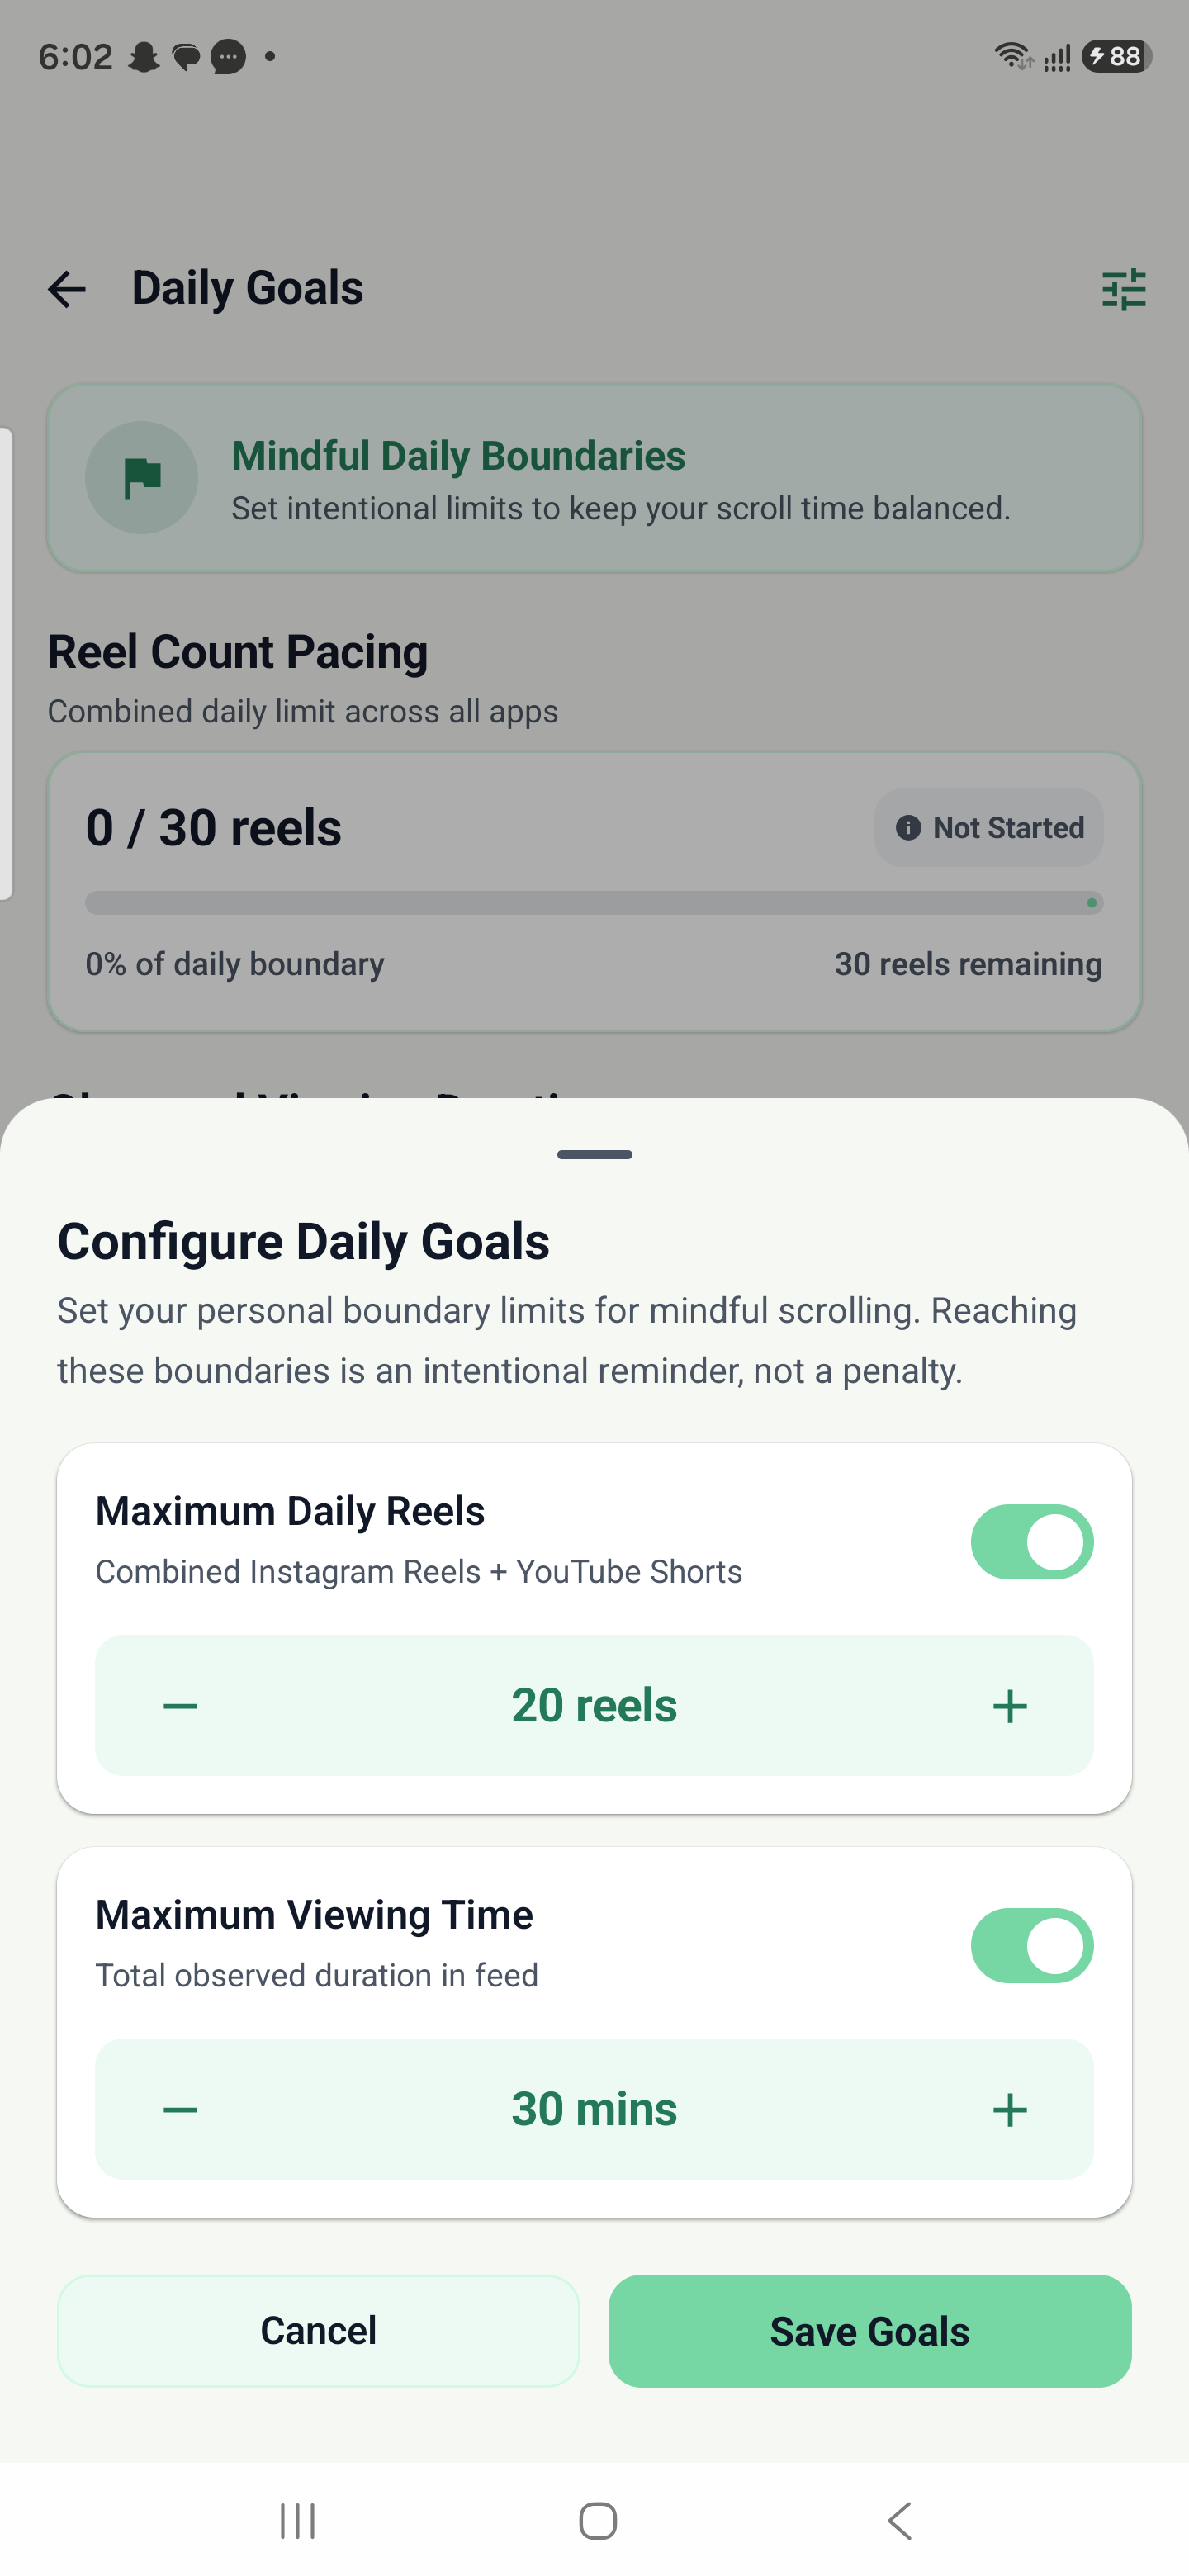 6:02
88
Daily Goals
Mindful Daily Boundaries
Set intentional limits to keep your scroll time balanced.
Reel Count Pacing
Combined daily limit across all apps
0 / 30 reels
Not Started
0% of daily boundary
30 reels remaining
Configure Daily Goals
Set your personal boundary limits for mindful scrolling. Reaching
these boundaries is an intentional reminder, not a penalty.
Maximum Daily Reels
Combined Instagram Reels + YouTube Shorts
− 20 reels +
Maximum Viewing Time
Total observed duration in feed
− 30 mins +
Cancel
Save Goals